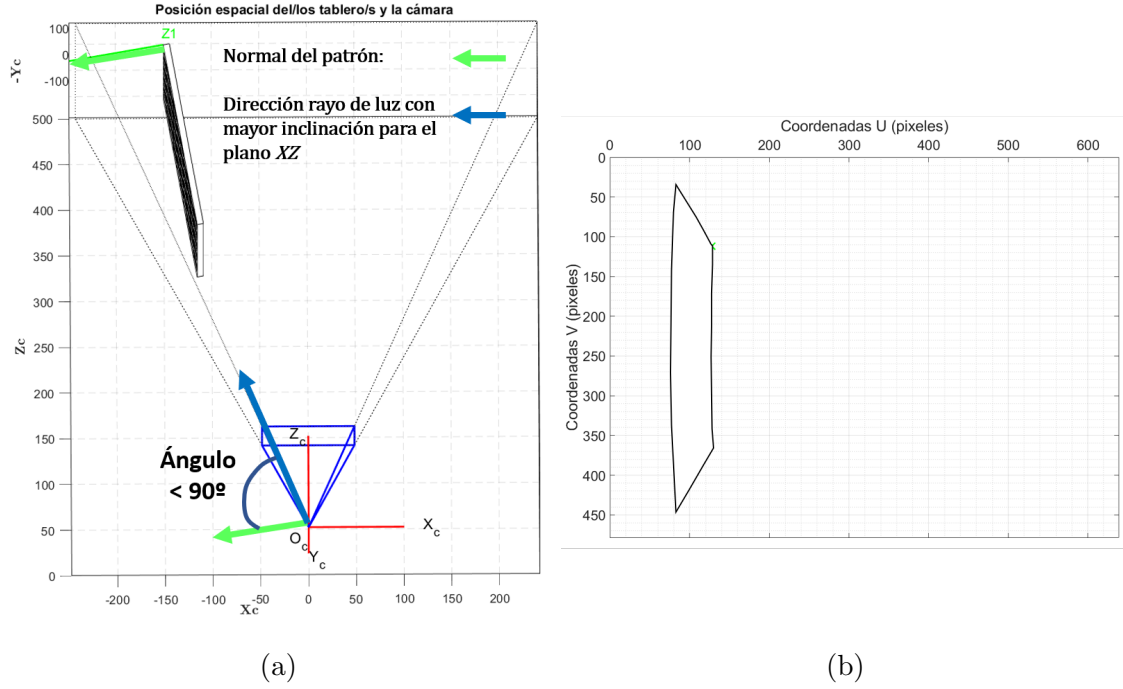 Posición espacial del/los tablero/s y la cámara
100
0
-100
-Yc
Z1
Normal del patrón:
Dirección rayo de luz con
mayor inclinación para el
plano XZ
500
450
400
350
300
250
200
150
100
50
0
Zc
Ángulo
< 90º
Zc
Xc
Oc
Yc
-200 -150 -100 -50 0 50 100 150 200
Xc
(a)
Coordenadas U (pixeles)
0 100 200 300 400 500 600
0
50
100
150
200
250
300
350
400
450
Coordenadas V (pixeles)
(b)